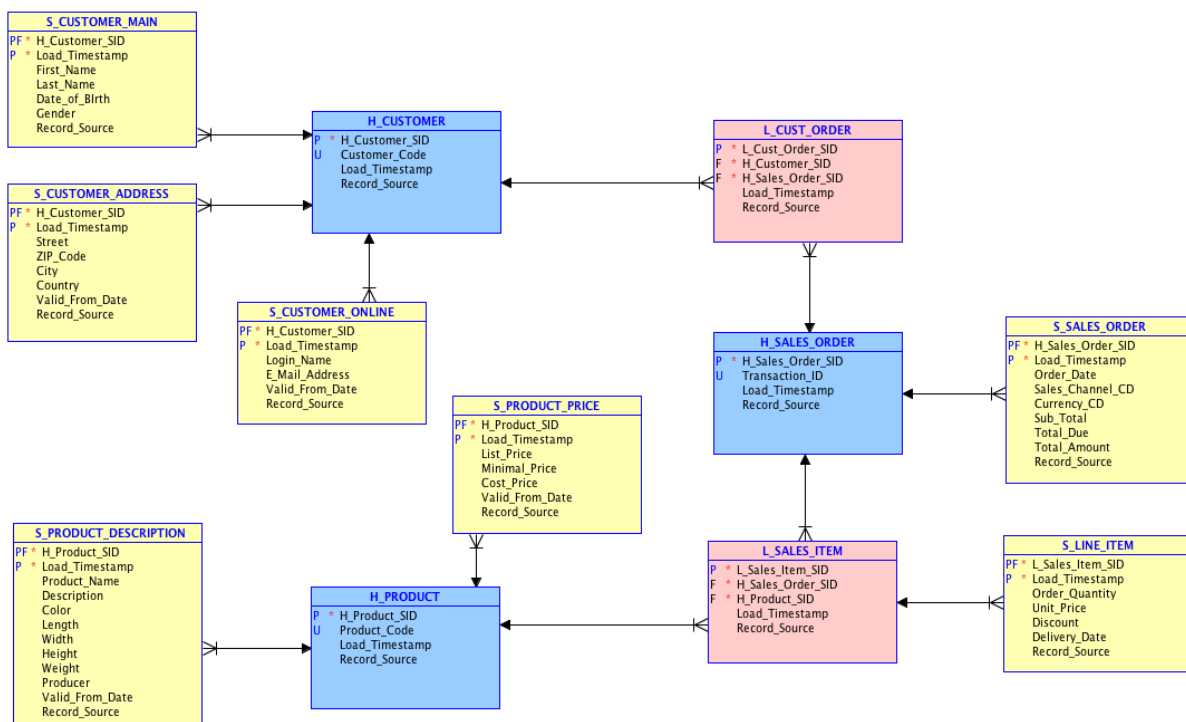 S_CUSTOMER_MAIN
PF * H_Customer_SID
P * Load_Timestamp
First_Name
Last_Name
Date_of_BIrth
Gender
Record_Source
H_CUSTOMER
P * H_Customer_SID
U Customer_Code
Load_Timestamp
Record_Source
L_CUST_ORDER
P * L_Cust_Order_SID
F * H_Customer_SID
F * H_Sales_Order_SID
Load_Timestamp
Record_Source
S_CUSTOMER_ADDRESS
PF * H_Customer_SID
P * Load_Timestamp
Street
ZIP_Code
City
Country
Valid_From_Date
Record_Source
S_CUSTOMER_ONLINE
PF * H_Customer_SID
P * Load_Timestamp
Login_Name
E_Mail_Address
Valid_From_Date
Record_Source
H_SALES_ORDER
P * H_Sales_Order_SID
U Transaction_ID
Load_Timestamp
Record_Source
S_SALES_ORDER
PF * H_Sales_Order_SID
P * Load_Timestamp
Order_Date
Sales_Channel_CD
Currency_CD
Sub_Total
Total_Due
Total_Amount
Record_Source
S_PRODUCT_PRICE
PF * H_Product_SID
P * Load_Timestamp
List_Price
Minimal_Price
Cost_Price
Valid_From_Date
Record_Source
S_PRODUCT_DESCRIPTION
PF * H_Product_SID
P * Load_Timestamp
Product_Name
Description
Color
Length
Width
Height
Weight
Producer
Valid_From_Date
Record_Source
H_PRODUCT
P * H_Product_SID
U Product_Code
Load_Timestamp
Record_Source
L_SALES_ITEM
P * L_Sales_Item_SID
F * H_Sales_Order_SID
F * H_Product_SID
Load_Timestamp
Record_Source
S_LINE_ITEM
PF * L_Sales_Item_SID
P * Load_Timestamp
Order_Quantity
Unit_Price
Discount
Delivery_Date
Record_Source